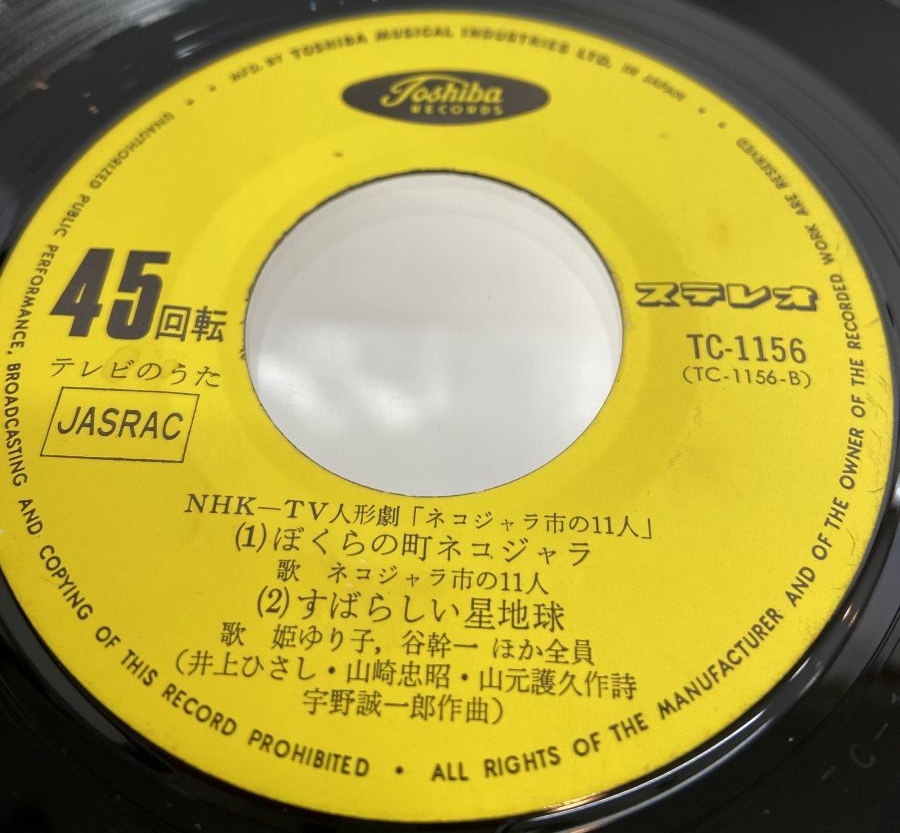 MFD. BY TOSHIBA MUSICAL INDUSTRIES LTD. IN JAPAN
Toshiba
RECORDS
45回転
テレビのうた
JASRAC
ステレオ
TC-1156
(TC-1156-B)
NHK－TV人形劇「ネコジャラ市の11人」
(1)ぼくらの町ネコジャラ
歌 ネコジャラ市の11人
(2)すばらしい星地球
歌 姫ゆり子, 谷幹一 ほか全員
(井上ひさし・山崎忠昭・山元護久作詩
宇野誠一郎作曲)
UNAUTHORIZED PUBLIC PERFORMANCE, BROADCASTING AND COPYING OF THIS RECORD PROHIBITED • ALL RIGHTS OF THE MANUFACTURER AND OF THE OWNER OF THE RECORDED WORK ARE RESERVED